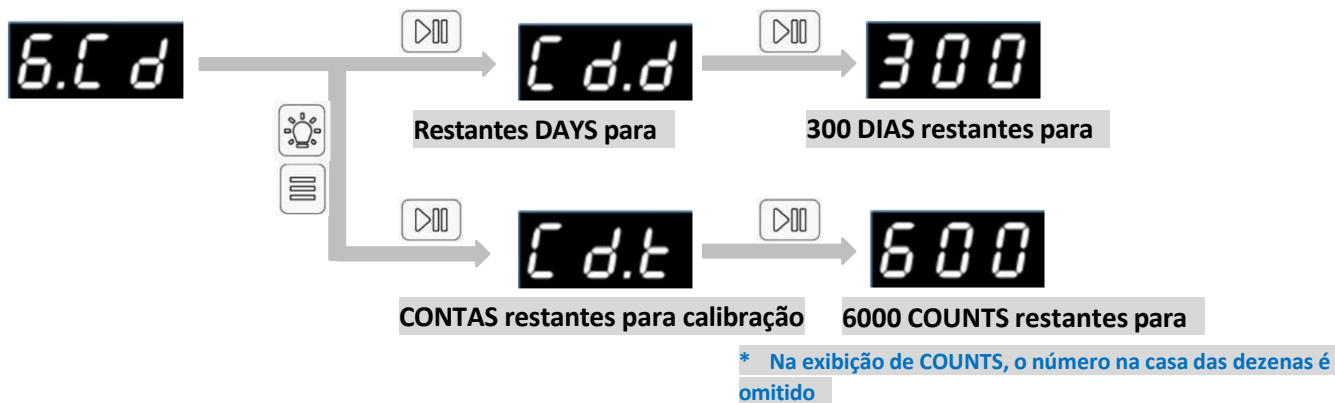 6.Cd
Cd.d
300
Restantes DAYS para
300 DIAS restantes para
Cd.t
600
CONTAS restantes para calibração
6000 COUNTS restantes para
* Na exibição de COUNTS, o número na casa das dezenas é
omitido